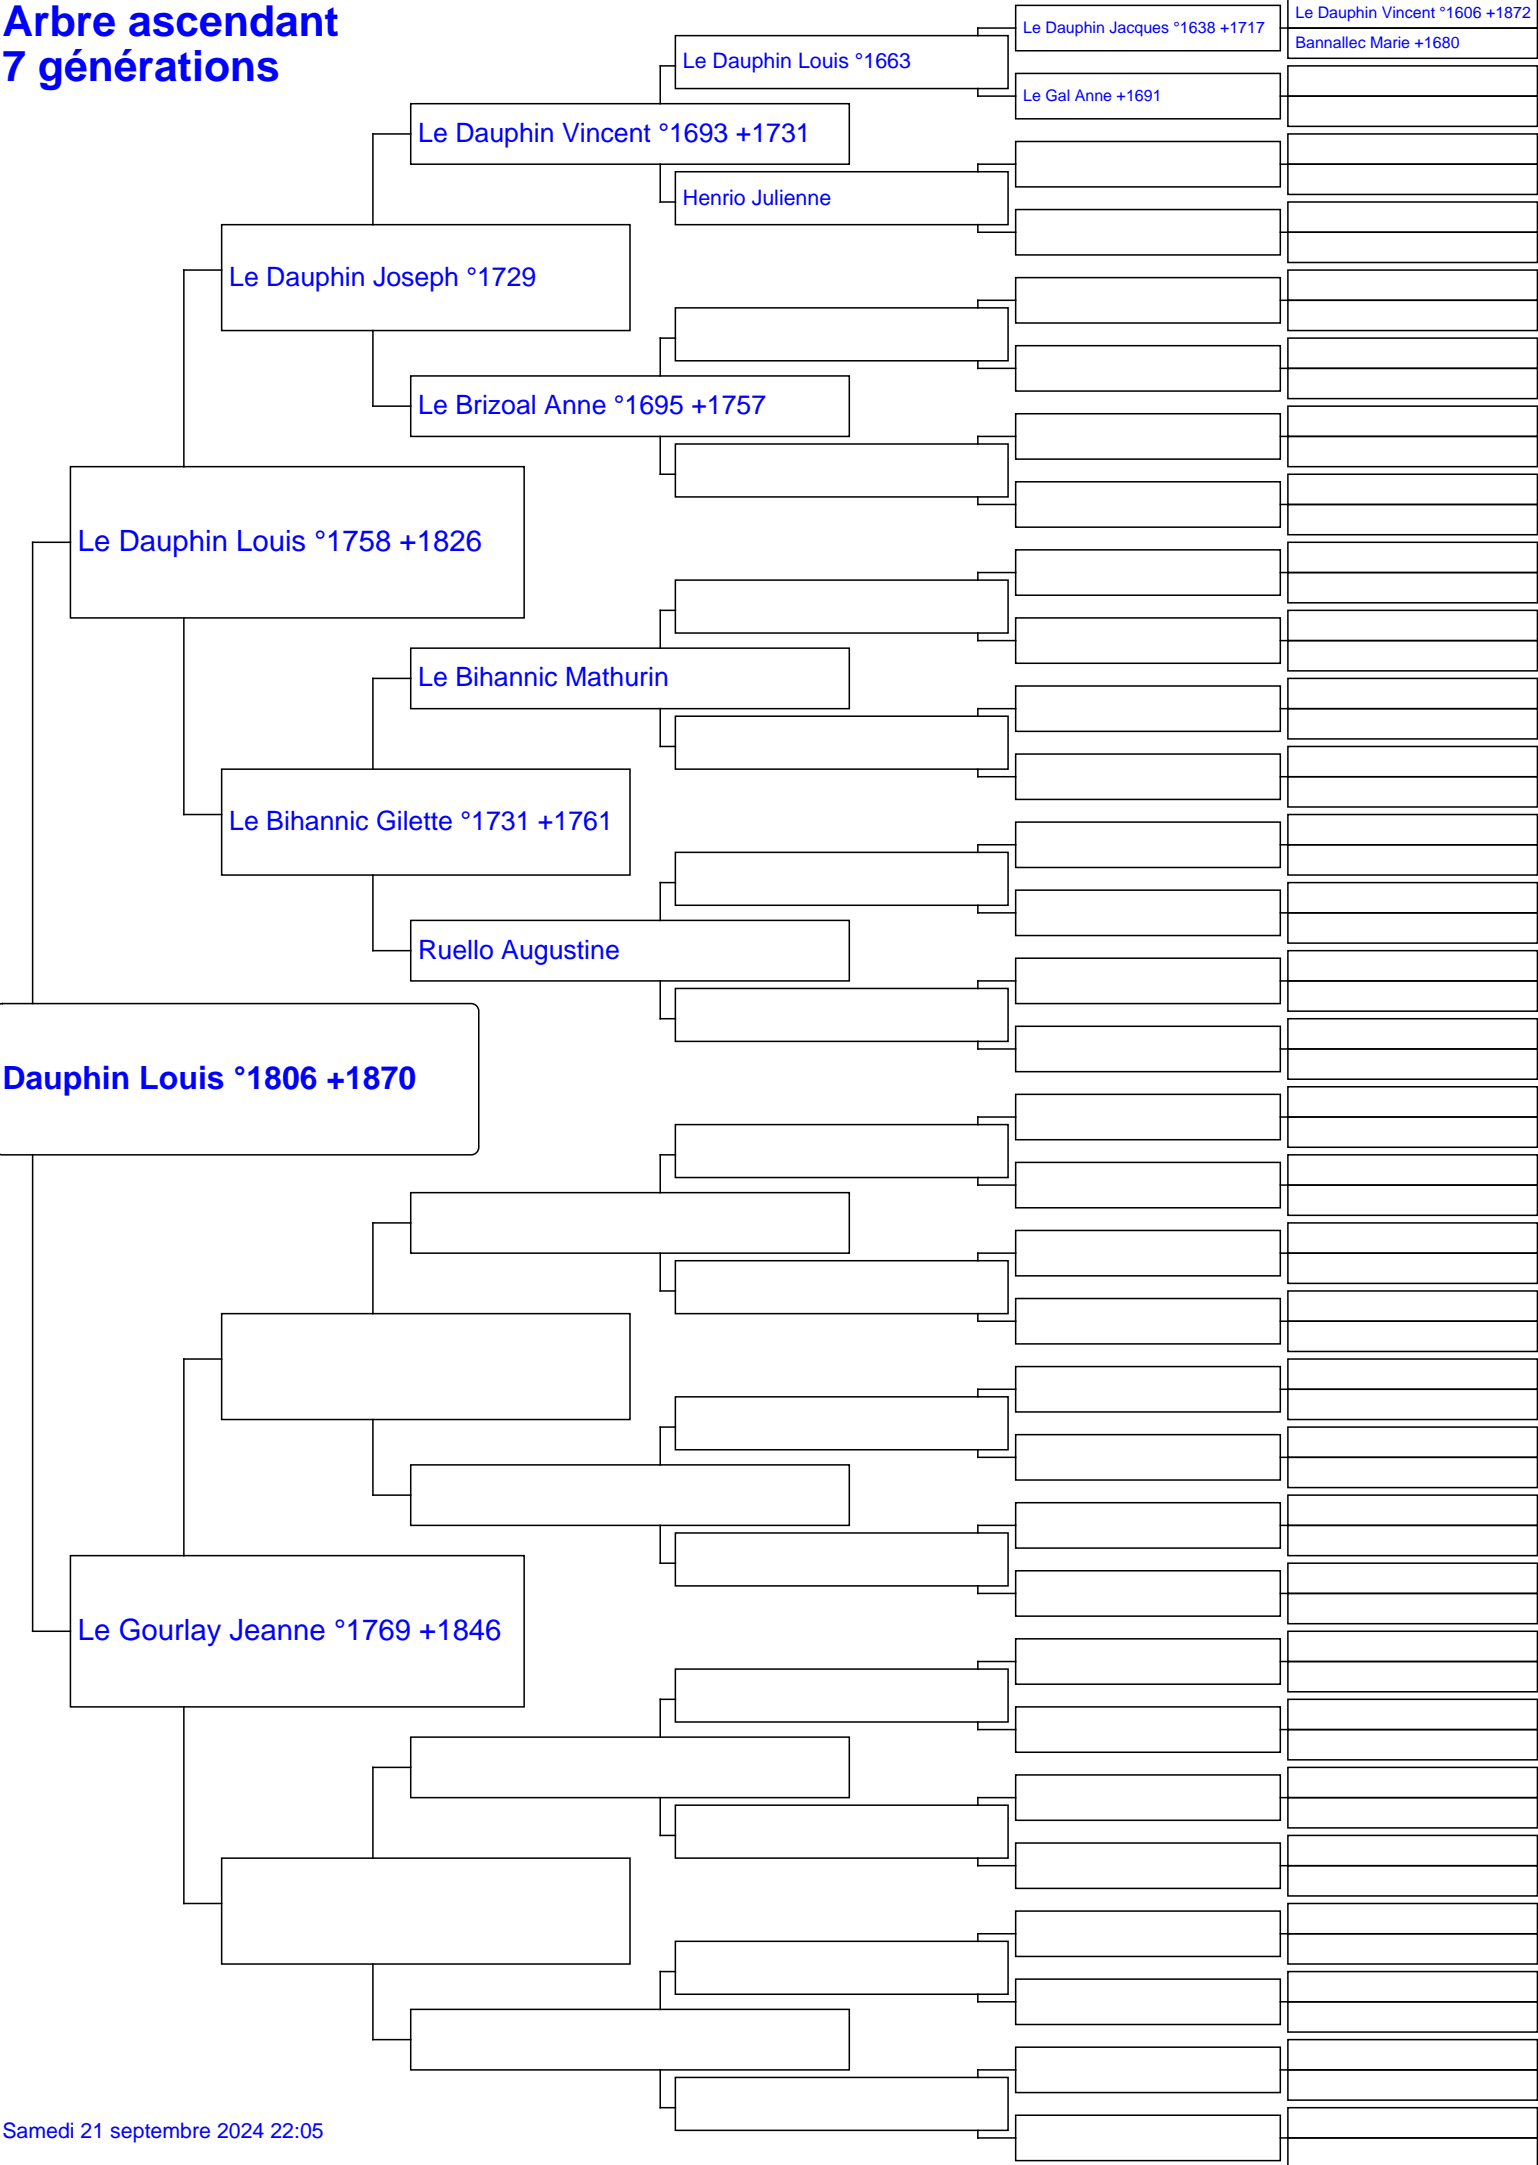 Arbre ascendant
7 générations
Le Dauphin Vincent °1606 +1872
Le Dauphin Jacques °1638 +1717
Bannallec Marie +1680
Le Dauphin Louis °1663
Le Gal Anne +1691
Le Dauphin Vincent °1693 +1731
Henrio Julienne
Le Dauphin Joseph °1729
Le Brizoal Anne °1695 +1757
Le Dauphin Louis °1758 +1826
Le Bihannic Mathurin
Le Bihannic Gilette °1731 +1761
Ruello Augustine
Dauphin Louis °1806 +1870
Le Gourlay Jeanne °1769 +1846
Samedi 21 septembre 2024 22:05